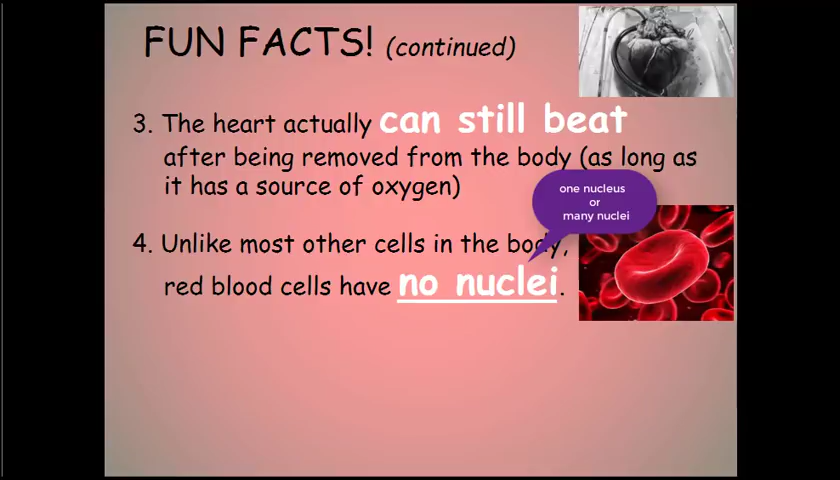 FUN FACTS! (continued)
3. The heart actually can still beat
after being removed from the body (as long as
it has a source of oxygen)
one nucleus
or
many nuclei
4. Unlike most other cells in the body,
red blood cells have no nuclei.